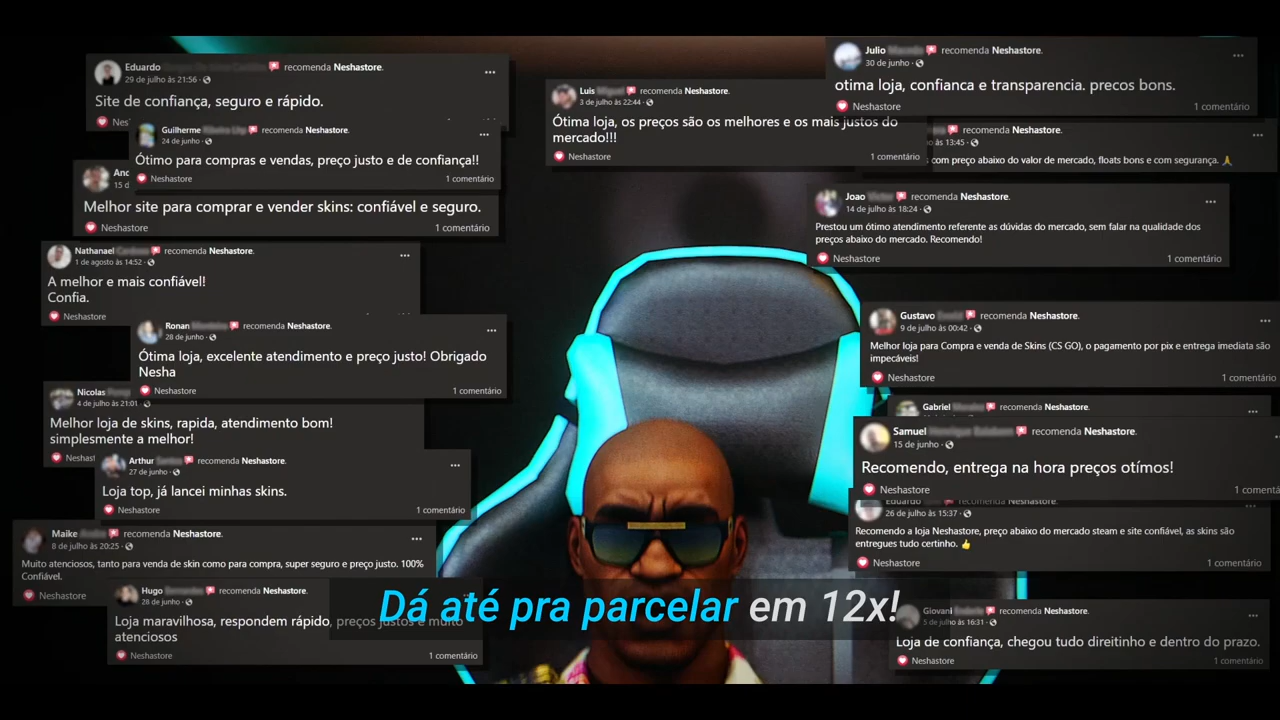 Eduardo recomenda Neshastore.
29 de julho às 21:56
Site de confiança, seguro e rápido.
Guilherme recomenda Neshastore.
24 de junho
Ótimo para compras e vendas, preço justo e de confiança!!
Neshastore 1 comentário
15 d
Melhor site para comprar e vender skins: confiável e seguro.
Neshastore 1 comentário
Nathanael recomenda Neshastore.
1 de agosto às 14:52
A melhor e mais confiável!
Confia.
Neshastore
Ronan recomenda Neshastore.
28 de junho
Ótima loja, excelente atendimento e preço justo! Obrigado
Nesha
Neshastore 1 comentário
Nicolas
4 de julho às 21:01
Melhor loja de skins, rapida, atendimento bom!
simplesmente a melhor!
Arthur recomenda Neshastore.
27 de junho
Loja top, já lancei minhas skins.
Neshastore 1 comentário
Maike recomenda Neshastore.
8 de julho às 20:25
Muito atenciosos, tanto para venda de skin como para compra, super seguro e preço justo. 100%
Confiável.
Neshastore
Hugo recomenda Neshastore.
28 de junho
Loja maravilhosa, respondem rápido, preços justos e muito
atenciosos
Neshastore 1 comentário
Luis recomenda Neshastore.
3 de julho às 22:44
Ótima loja, os preços são os melhores e os mais justos do
mercado!!!
Neshastore 1 comentário
Julio recomenda Neshastore.
30 de junho
otima loja, confianca e transparencia. precos bons.
Neshastore 1 comentário
recomenda Neshastore.
às 13:45
com preço abaixo do valor de mercado, floats bons e com segurança. 🙏
Joao recomenda Neshastore.
14 de julho às 18:24
Prestou um ótimo atendimento referente as dúvidas do mercado, sem falar na qualidade dos
preços abaixo do mercado. Recomendo!
Neshastore 1 comentário
Gustavo recomenda Neshastore.
9 de julho às 00:42
Melhor loja para Compra e venda de Skins (CS GO), o pagamento por pix e entrega imediata são
impecáveis!
Neshastore 1 comentário
Gabriel recomenda Neshastore.
Samuel recomenda Neshastore.
15 de junho
Recomendo, entrega na hora preços otímos!
Neshastore 1 comentá
Eduardo recomenda Neshastore.
26 de julho às 15:37
Recomendo a loja Neshastore, preço abaixo do mercado steam e site confiável, as skins são
entregues tudo certinho. 👍
Neshastore 1 comentário
Giovani recomenda Neshastore.
5 de julho às 16:31
Loja de confiança, chegou tudo direitinho e dentro do prazo.
Neshastore 1 comentário
Dá até pra parcelar em 12x!